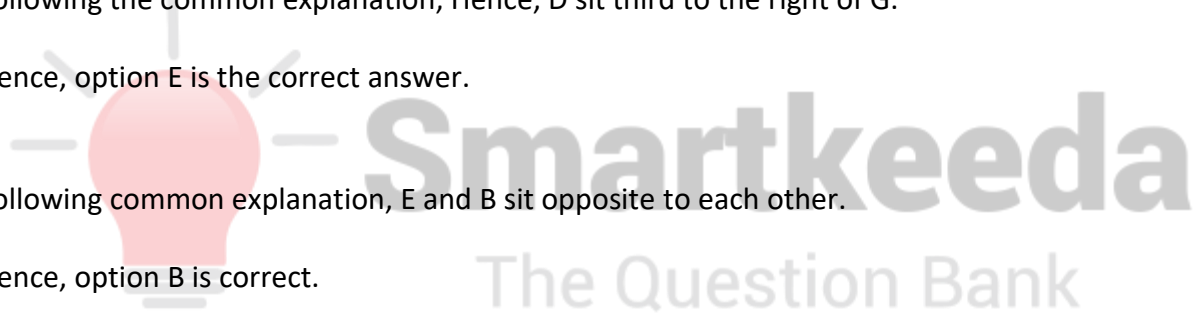 ollowing the common explanation, Hence, D sit third to the right of G.
ence, option E is the correct answer.
Smartkeeda
ollowing common explanation, E and B sit opposite to each other.
The Question Bank
ence, option B is correct.